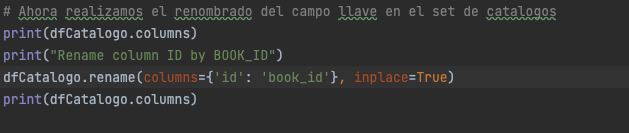 # Ahora realizamos el renombrado del campo llave en el set de catalogos
print(dfCatalogo.columns)
print("Rename column ID by BOOK_ID")
dfCatalogo.rename(columns={'id': 'book_id'}, inplace=True)
print(dfCatalogo.columns)